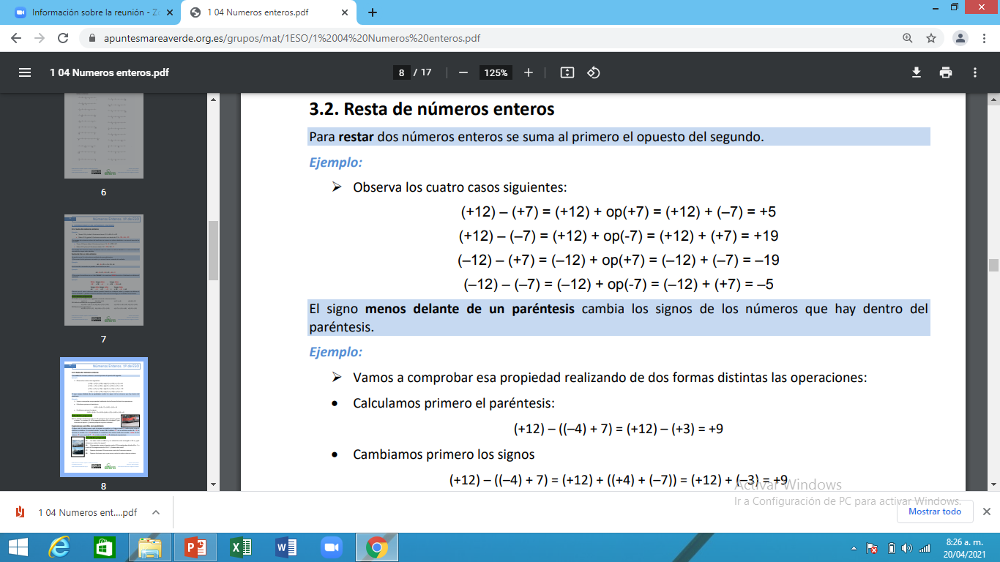 Información sobre la reunión - Zo
1 04 Numeros enteros.pdf
apuntesmareaverde.org.es/grupos/mat/1ESO/1%2004%20Numeros%20enteros.pdf
1 04 Numeros enteros.pdf
8 / 17
125%
6
7
Números Enteros. 1º de ESO
8
3.2. Resta de números enteros
Para restar dos números enteros se suma al primero el opuesto del segundo.
Ejemplo:
Observa los cuatro casos siguientes:
(+12) – (+7) = (+12) + op(+7) = (+12) + (–7) = +5
(+12) – (–7) = (+12) + op(-7) = (+12) + (+7) = +19
(–12) – (+7) = (–12) + op(+7) = (–12) + (–7) = –19
(–12) – (–7) = (–12) + op(-7) = (–12) + (+7) = –5
El signo menos delante de un paréntesis cambia los signos de los números que hay dentro del
paréntesis.
Ejemplo:
Vamos a comprobar esa propiedad realizando de dos formas distintas las operaciones:
• Calculamos primero el paréntesis:
(+12) – ((–4) + 7) = (+12) – (+3) = +9
• Cambiamos primero los signos
(+12) – ((–4) + 7) = (+12) + ((+4) + (–7)) = (+12) + (–3) = +9
Activar Windows
Ir a Configuración de PC para activar Windows.
1 04 Numeros ent....pdf
Mostrar todo
8:26 a. m.
20/04/2021